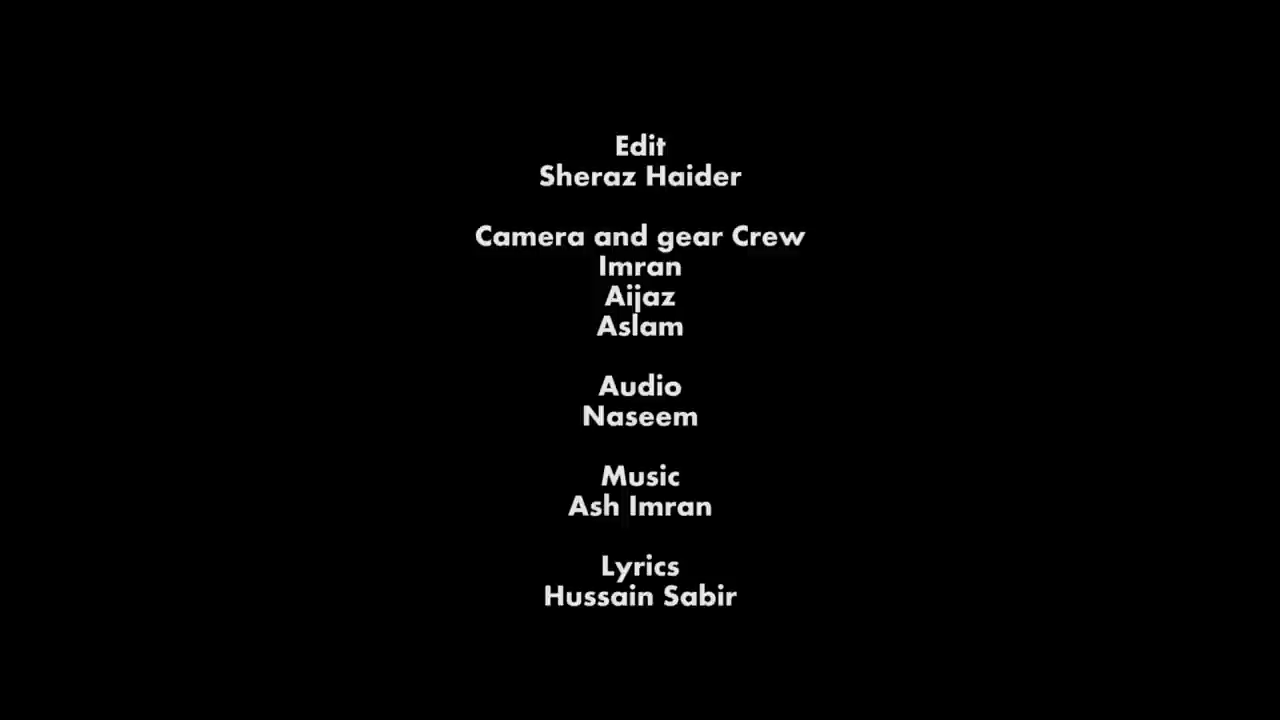 Edit
Sheraz Haider
Camera and gear Crew
Imran
Aijaz
Aslam
Audio
Naseem
Music
Ash Imran
Lyrics
Hussain Sabir